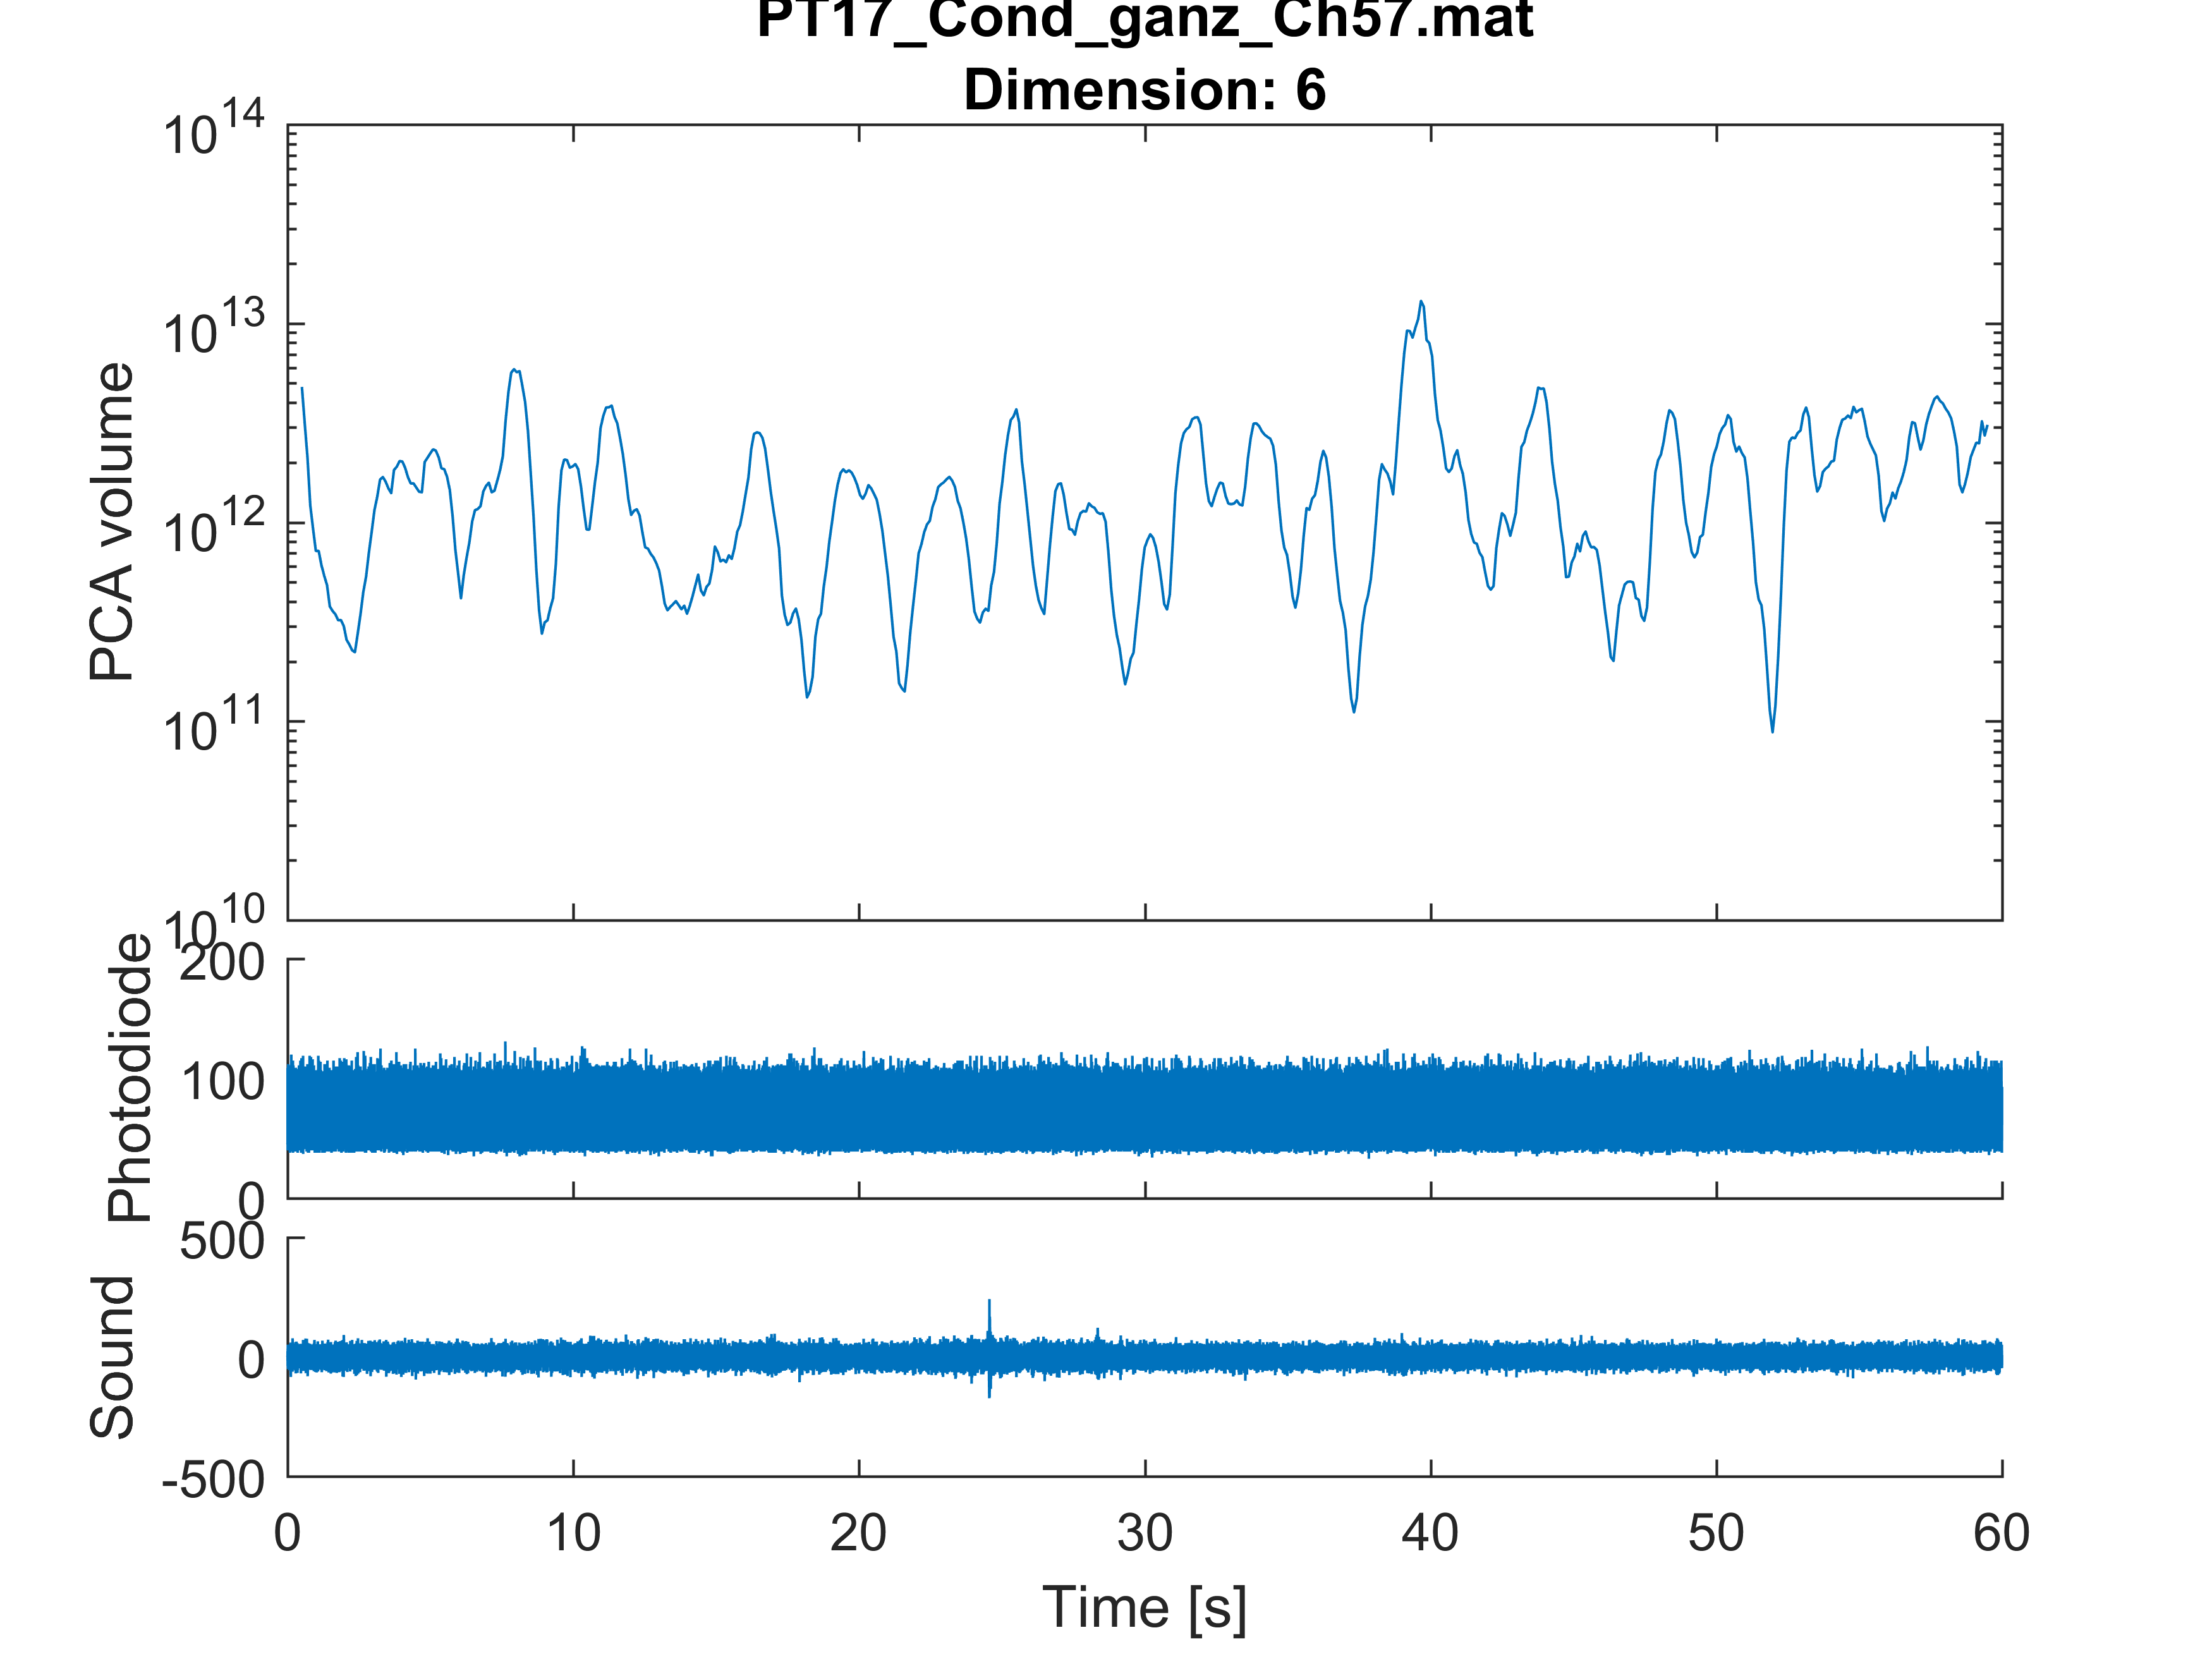 PT17_Cond_ganz_Ch57.mat
Dimension: 6
10^14
10^13
10^12
10^11
10^10
PCA volume
200
100
0
Photodiode
500
0
-500
Sound
0 10 20 30 40 50 60
Time [s]